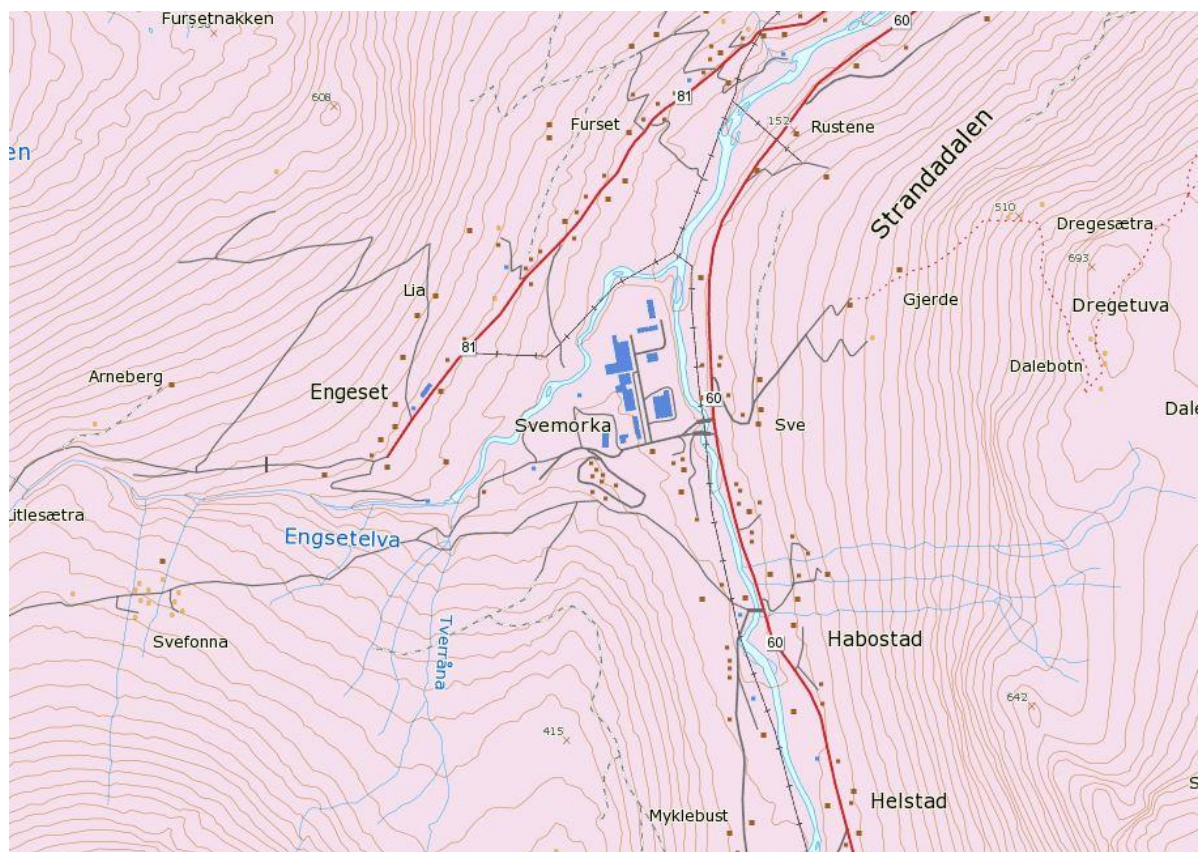 Fursetnakken
60
608
81
Furset
152
Rustene
en
Strandadalen
510
Dregesætra
693
Lia
Gjerde
Dregetuva
81
Dalebotn
Arneberg
Engeset
60
Svemorka
Sve
Dale
Litlesætra
Engsetelva
Tverråna
Svefonna
60
Habostad
642
415
S
Helstad
Myklebust